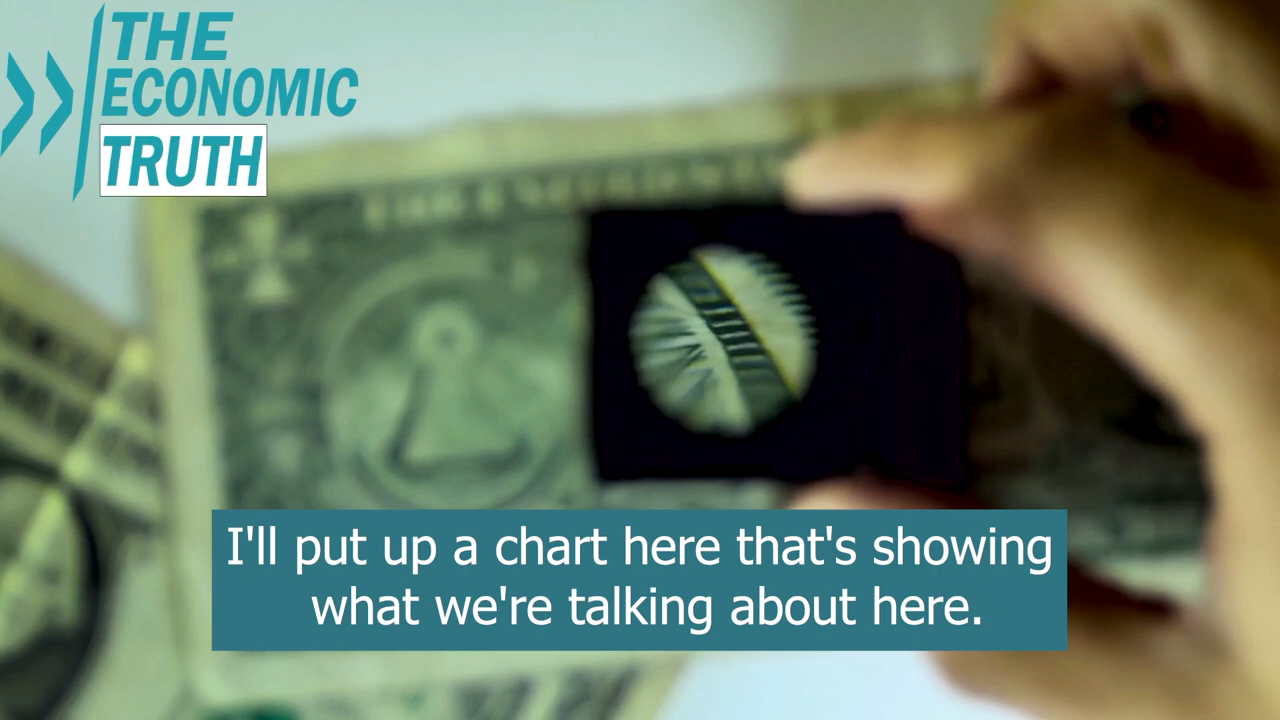 THE
ECONOMIC
TRUTH
I'll put up a chart here that's showing
what we're talking about here.